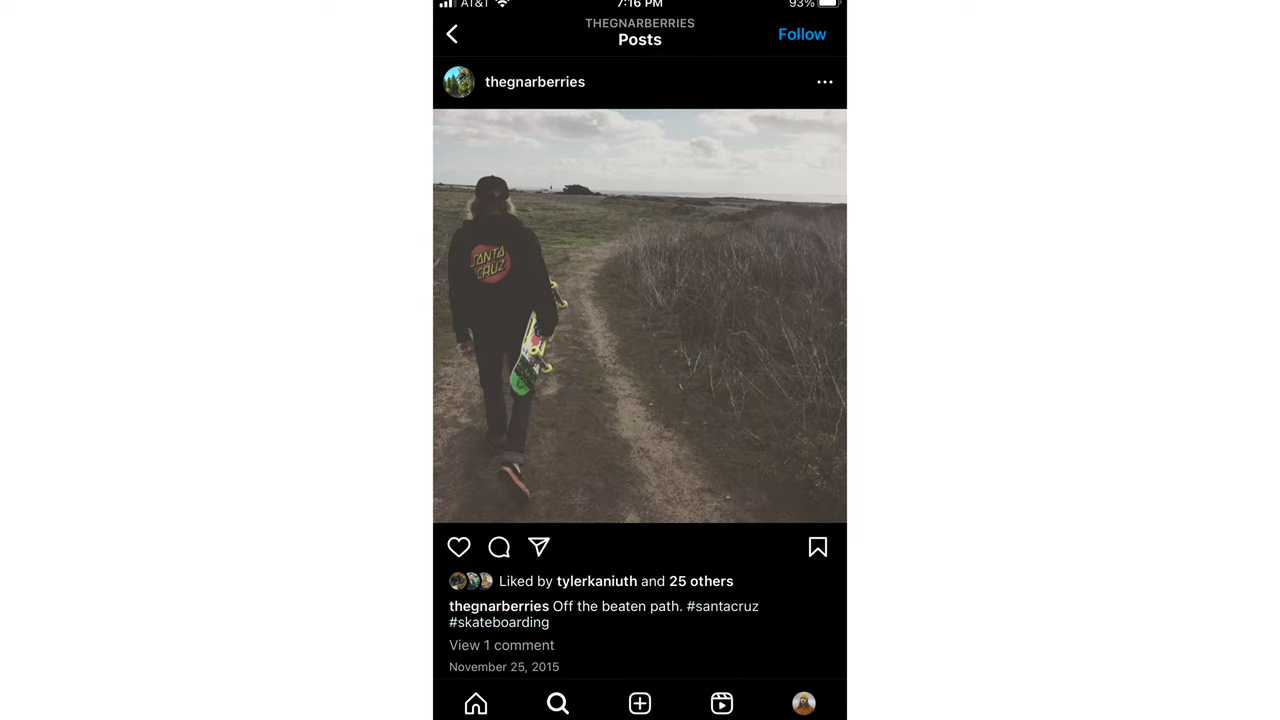 AT&T 7:16 PM 93%
THEGNARBERRIES
Posts
Follow
thegnarberries
SANTA
CRUZ
Liked by tylerkaniuth and 25 others
thegnarberries Off the beaten path. #santacruz
#skateboarding
View 1 comment
November 25, 2015